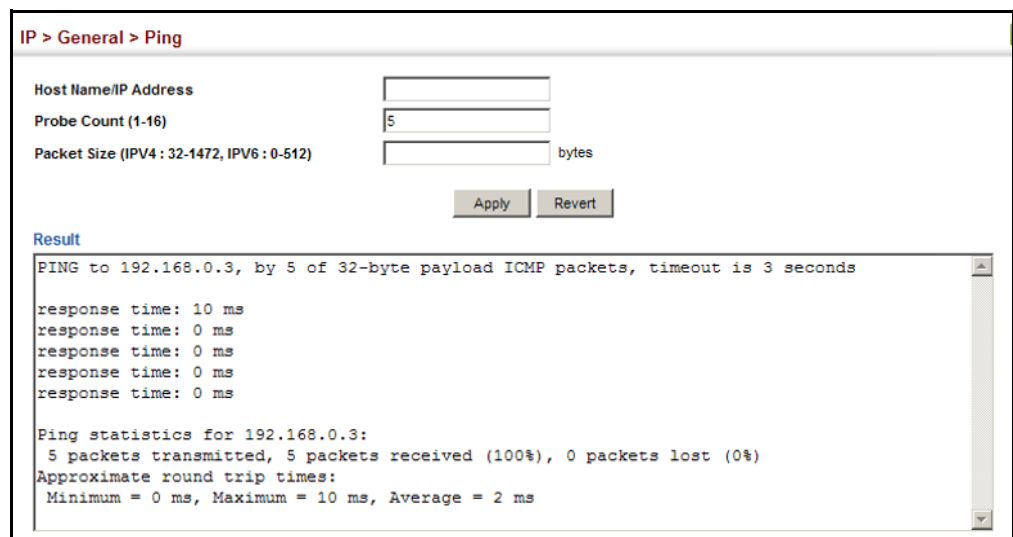 IP > General > Ping
Host Name/IP Address
Probe Count (1-16) 5
Packet Size (IPV4 : 32-1472, IPV6 : 0-512) bytes
Apply Revert
Result
PING to 192.168.0.3, by 5 of 32-byte payload ICMP packets, timeout is 3 seconds
response time: 10 ms
response time: 0 ms
response time: 0 ms
response time: 0 ms
response time: 0 ms
Ping statistics for 192.168.0.3:
5 packets transmitted, 5 packets received (100%), 0 packets lost (0%)
Approximate round trip times:
Minimum = 0 ms, Maximum = 10 ms, Average = 2 ms